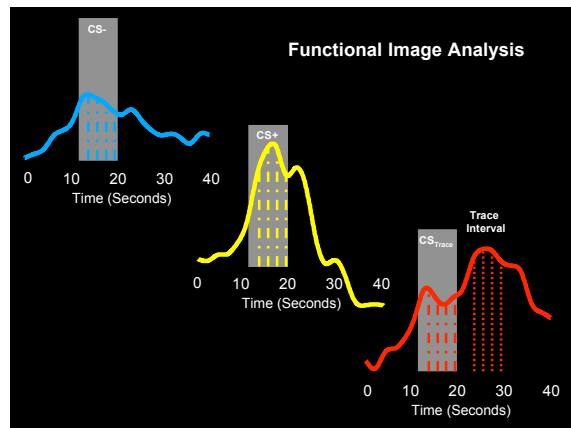 CS-
Functional Image Analysis
0 10 20 30 40
Time (Seconds)
CS+
0 10 20 30 40
Time (Seconds)
Trace
Interval
CSTrace
0 10 20 30 40
Time (Seconds)